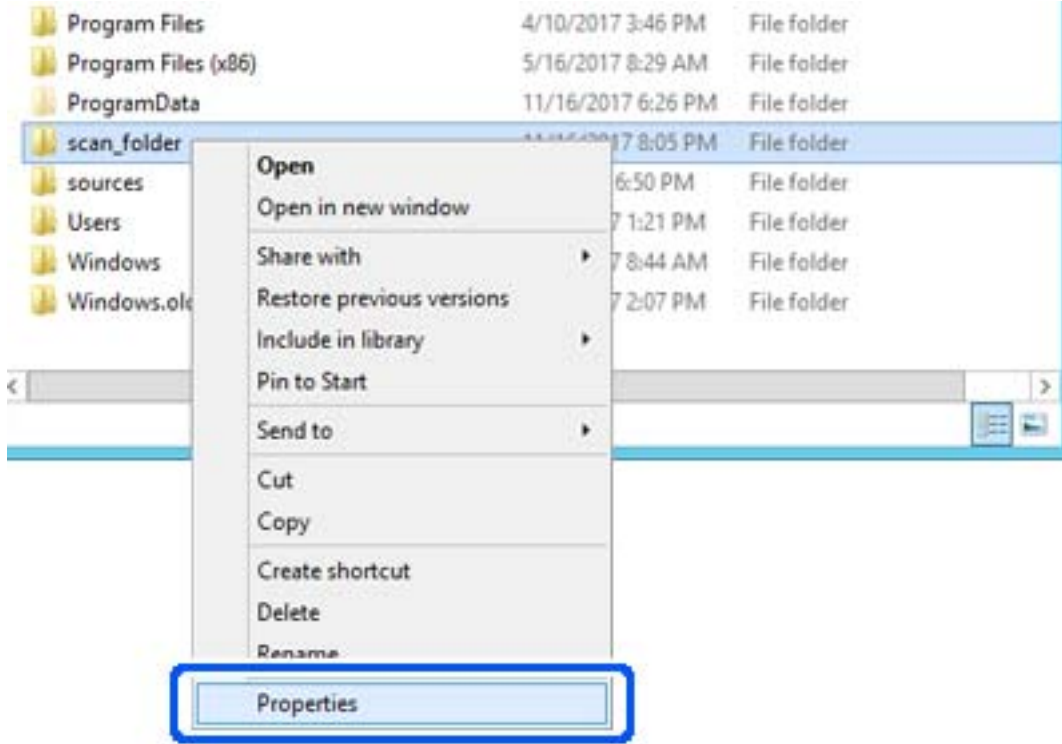 Program Files 4/10/2017 3:46 PM File folder
Program Files (x86) 5/16/2017 8:29 AM File folder
ProgramData 11/16/2017 6:26 PM File folder
scan_folder 17 8:05 PM File folder
Open
sources 6:50 PM File folder
Open in new window
Users 7 1:21 PM File folder
Share with
Windows 7 8:44 AM File folder
Restore previous versions
Windows.old 7 2:07 PM File folder
Include in library
Pin to Start
Send to
Cut
Copy
Create shortcut
Delete
Rename
Properties